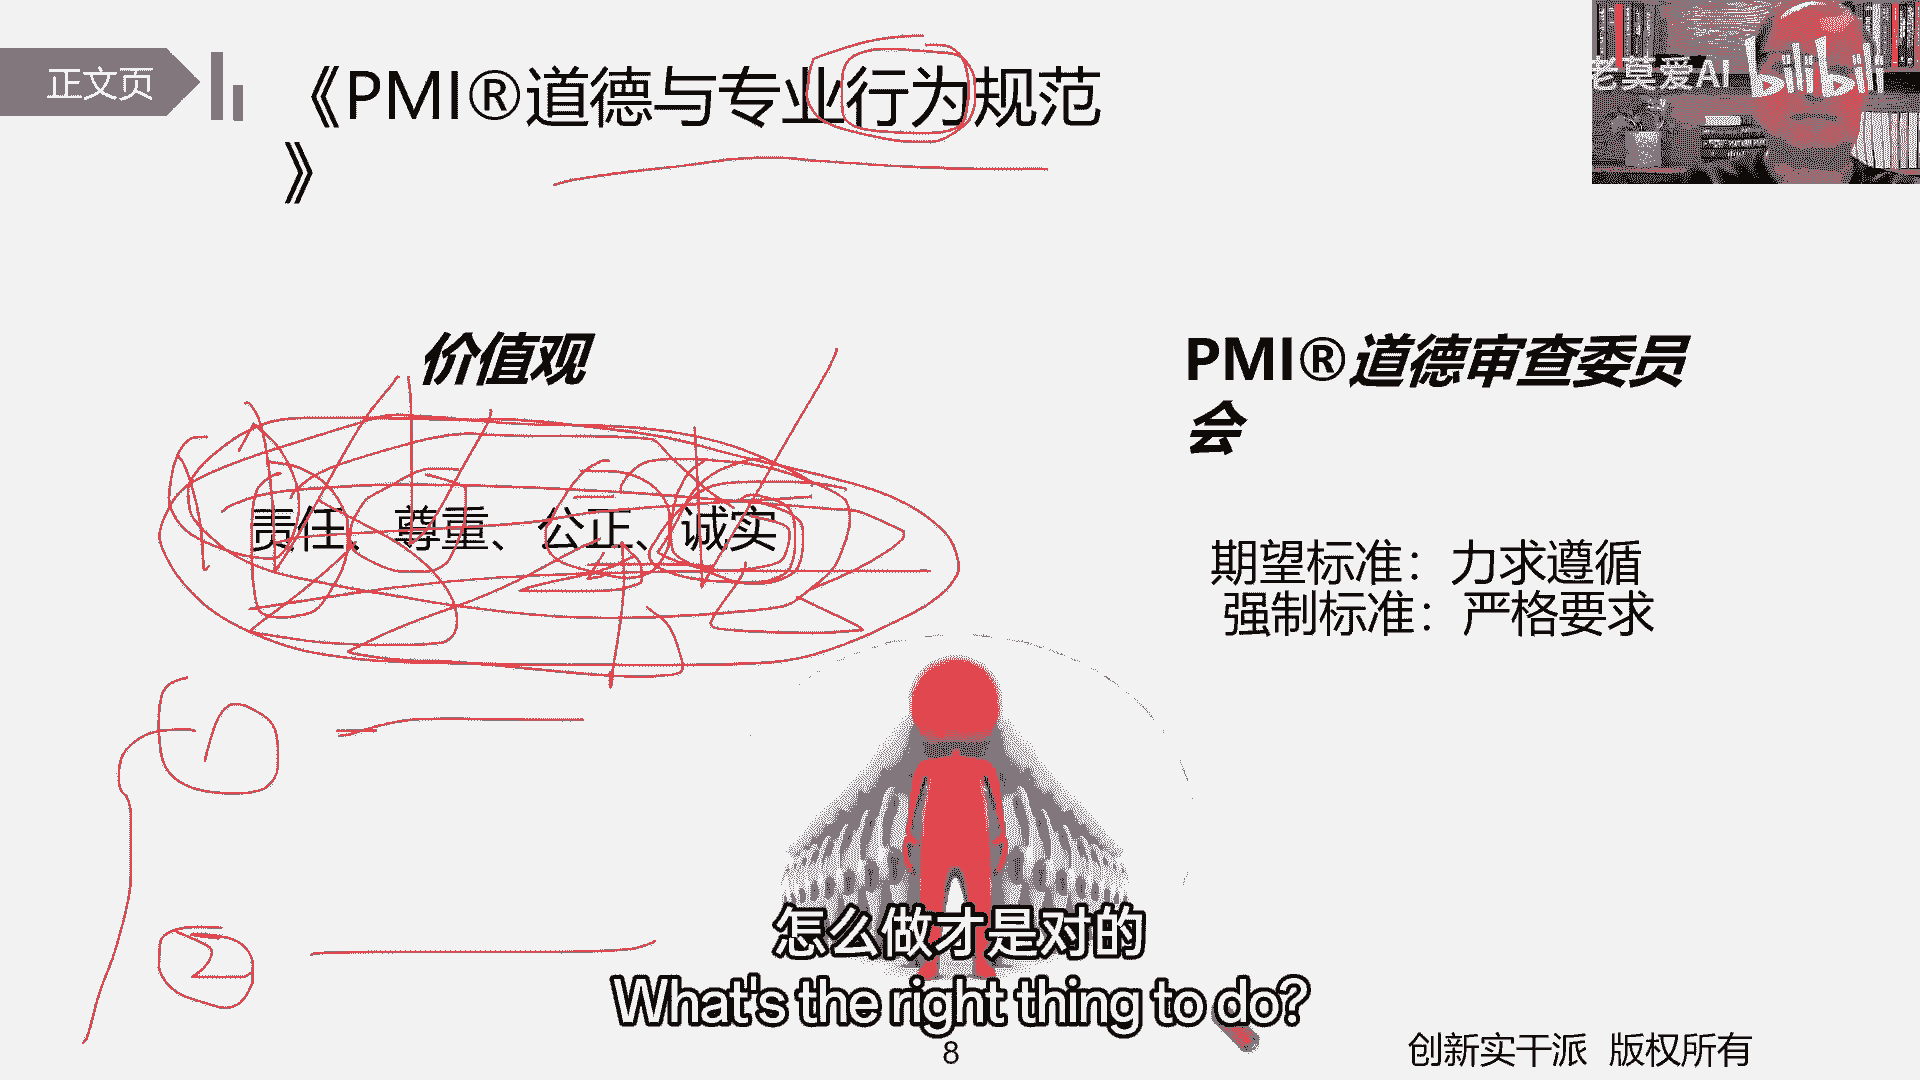 正文页
《PMI®道德与专业行为规范
》
老莫爱AI
bilibili
价值观
责任、尊重、公正、诚实
1
2
PMI®道德审查委员
会
期望标准：力求遵循
强制标准：严格要求
怎么做才是对的
What's the right thing to do?
8
创新实干派 版权所有